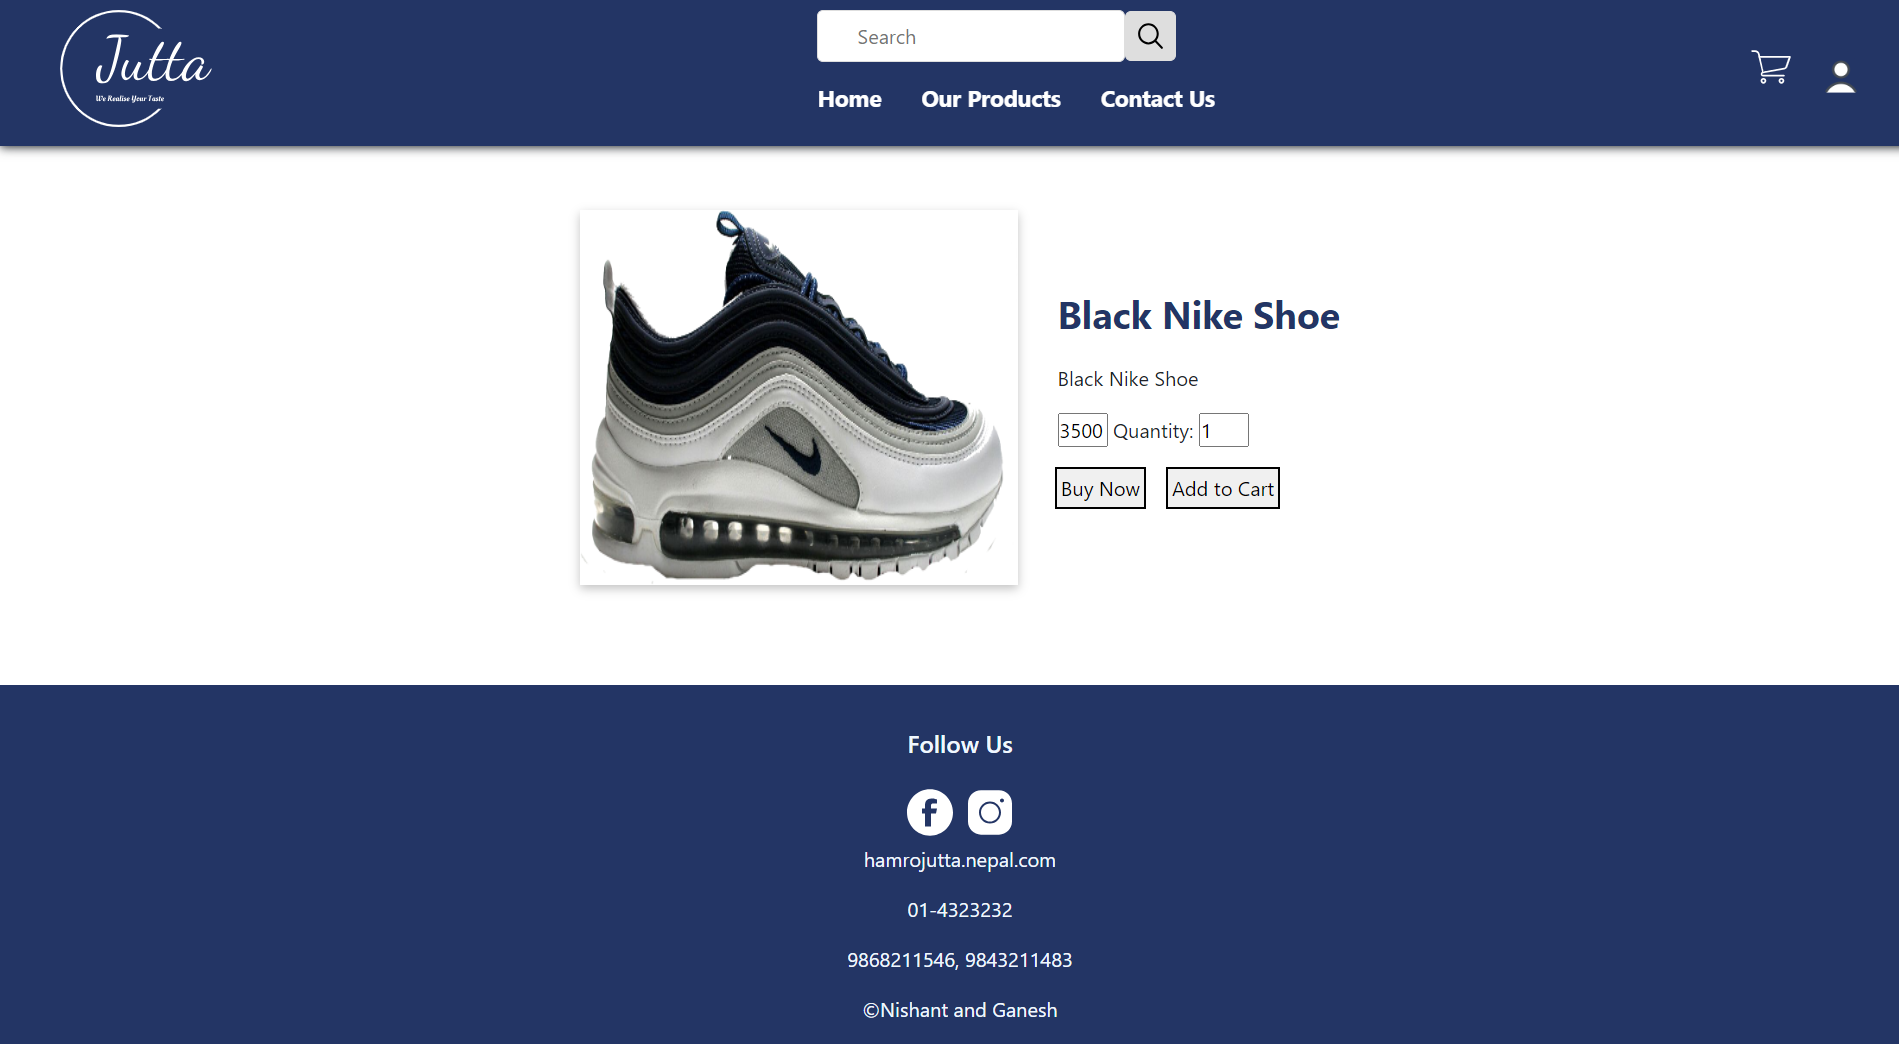 Jutta
We Realise Your Taste
Search
Home Our Products Contact Us
Black Nike Shoe
Black Nike Shoe
3500 Quantity: 1
Buy Now Add to Cart
Follow Us
hamrojutta.nepal.com
01-4323232
9868211546, 9843211483
©Nishant and Ganesh